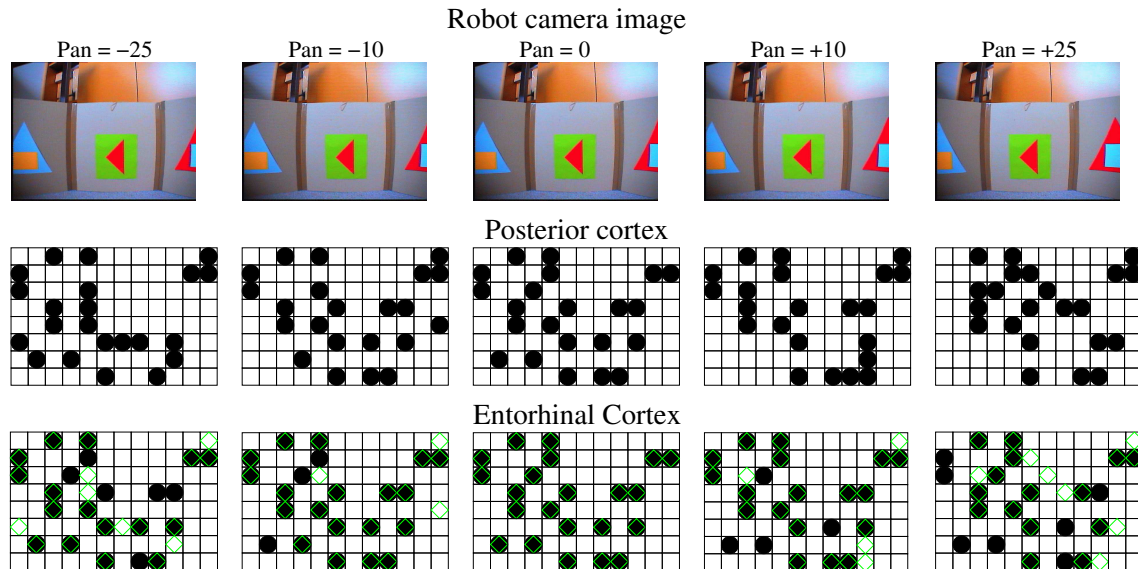 Robot camera image
Pan = −25 Pan = −10 Pan = 0 Pan = +10 Pan = +25
Posterior cortex
Entorhinal Cortex